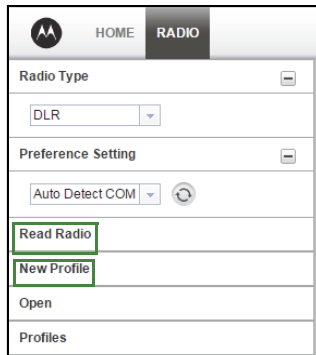 HOME RADIO
Radio Type
DLR
Preference Setting
Auto Detect COM
Read Radio
New Profile
Open
Profiles